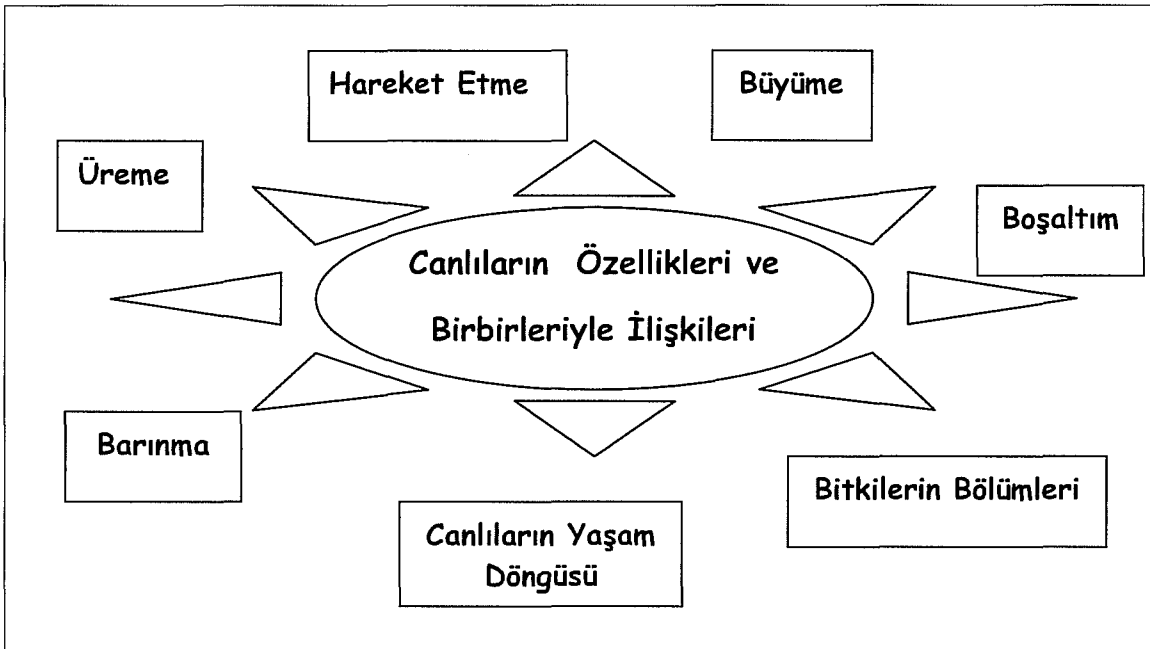 Hareket Etme
Büyüme
Üreme
Boşaltım
Canlıların Özellikleri ve
Birbirleriyle İlişkileri
Barınma
Bitkilerin Bölümleri
Canlıların Yaşam
Döngüsü